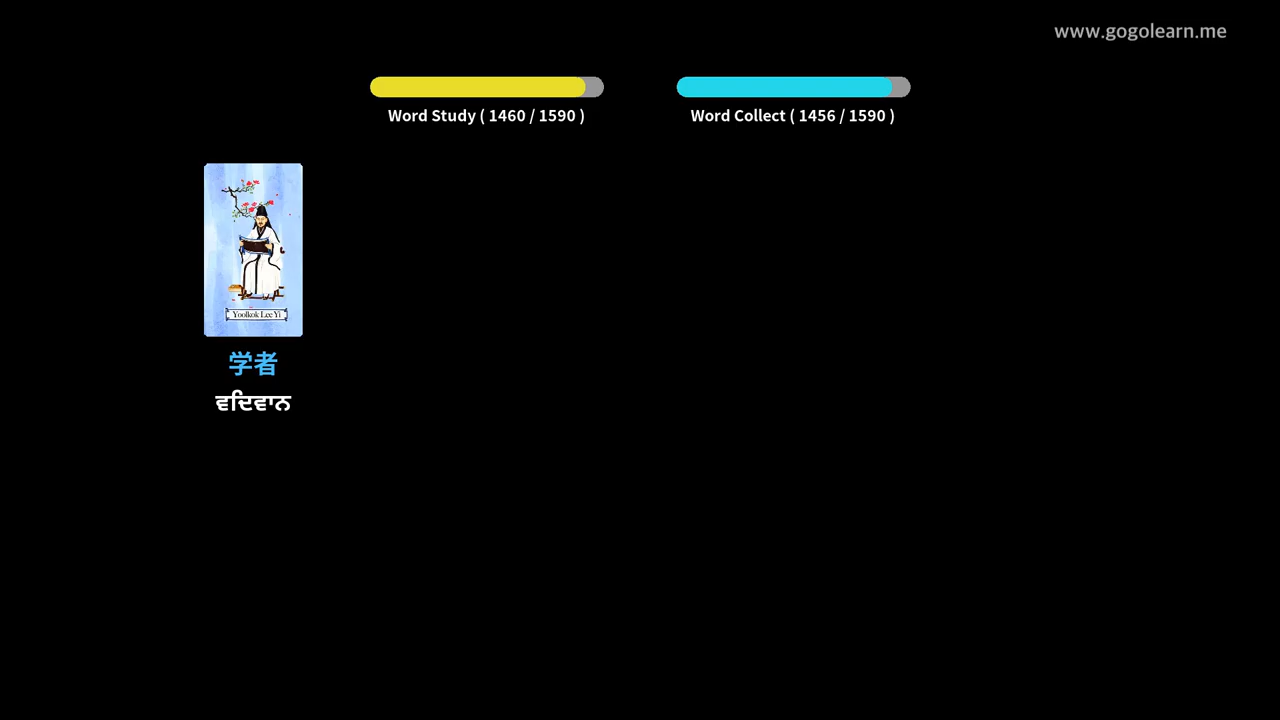 www.gogolearn.me
Word Study ( 1460 / 1590 )
Word Collect ( 1456 / 1590 )
Yoolkok Lee Yi
学者
ਵਿਦਵਾਨ